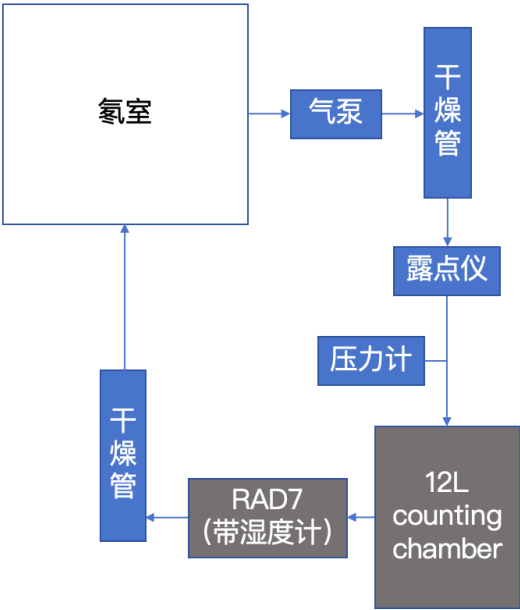 氡室
气泵
干
燥
管
露点仪
压力计
12L
counting
chamber
RAD7
（带湿度计）
干
燥
管